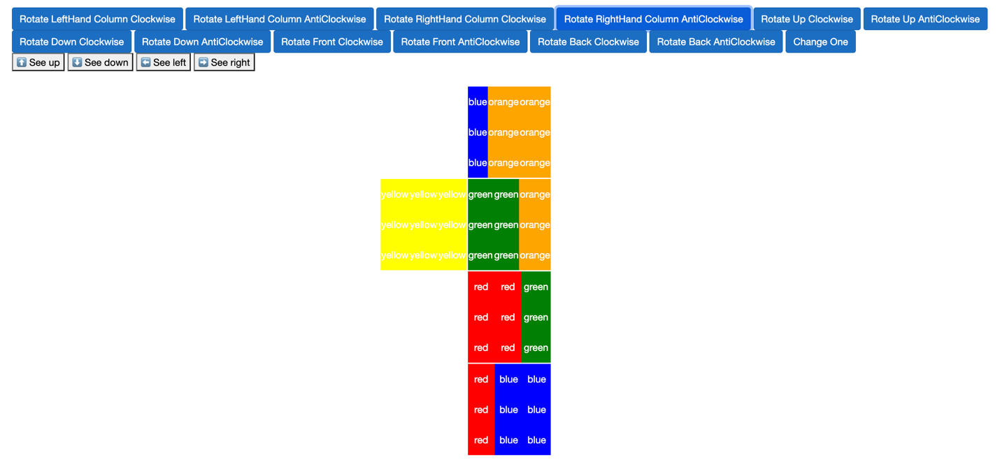 Rotate LeftHand Column Clockwise Rotate LeftHand Column AntiClockwise Rotate RightHand Column Clockwise Rotate RightHand Column AntiClockwise Rotate Up Clockwise Rotate Up AntiClockwise
Rotate Down Clockwise Rotate Down AntiClockwise Rotate Front Clockwise Rotate Front AntiClockwise Rotate Back Clockwise Rotate Back AntiClockwise Change One
⬆️ See up ⬇️ See down ⬅️ See left ➡️ See right
blue orange orange
blue orange orange
blue orange orange
yellow yellow yellow green green orange
yellow yellow yellow green green orange
yellow yellow yellow green green orange
red red green
red red green
red red green
red blue blue
red blue blue
red blue blue